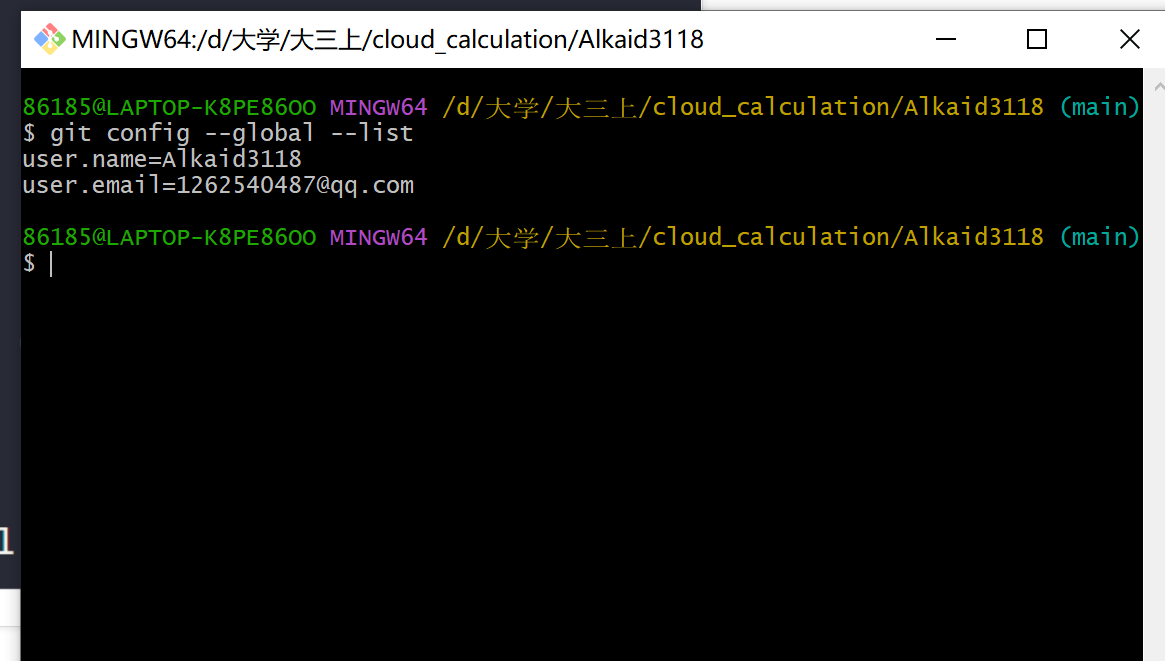 MINGW64:/d/大学/大三上/cloud_calculation/Alkaid3118
86185@LAPTOP-K8PE86OO MINGW64 /d/大学/大三上/cloud_calculation/Alkaid3118 (main)
$ git config --global --list
user.name=Alkaid3118
user.email=1262540487@qq.com
86185@LAPTOP-K8PE86OO MINGW64 /d/大学/大三上/cloud_calculation/Alkaid3118 (main)
$